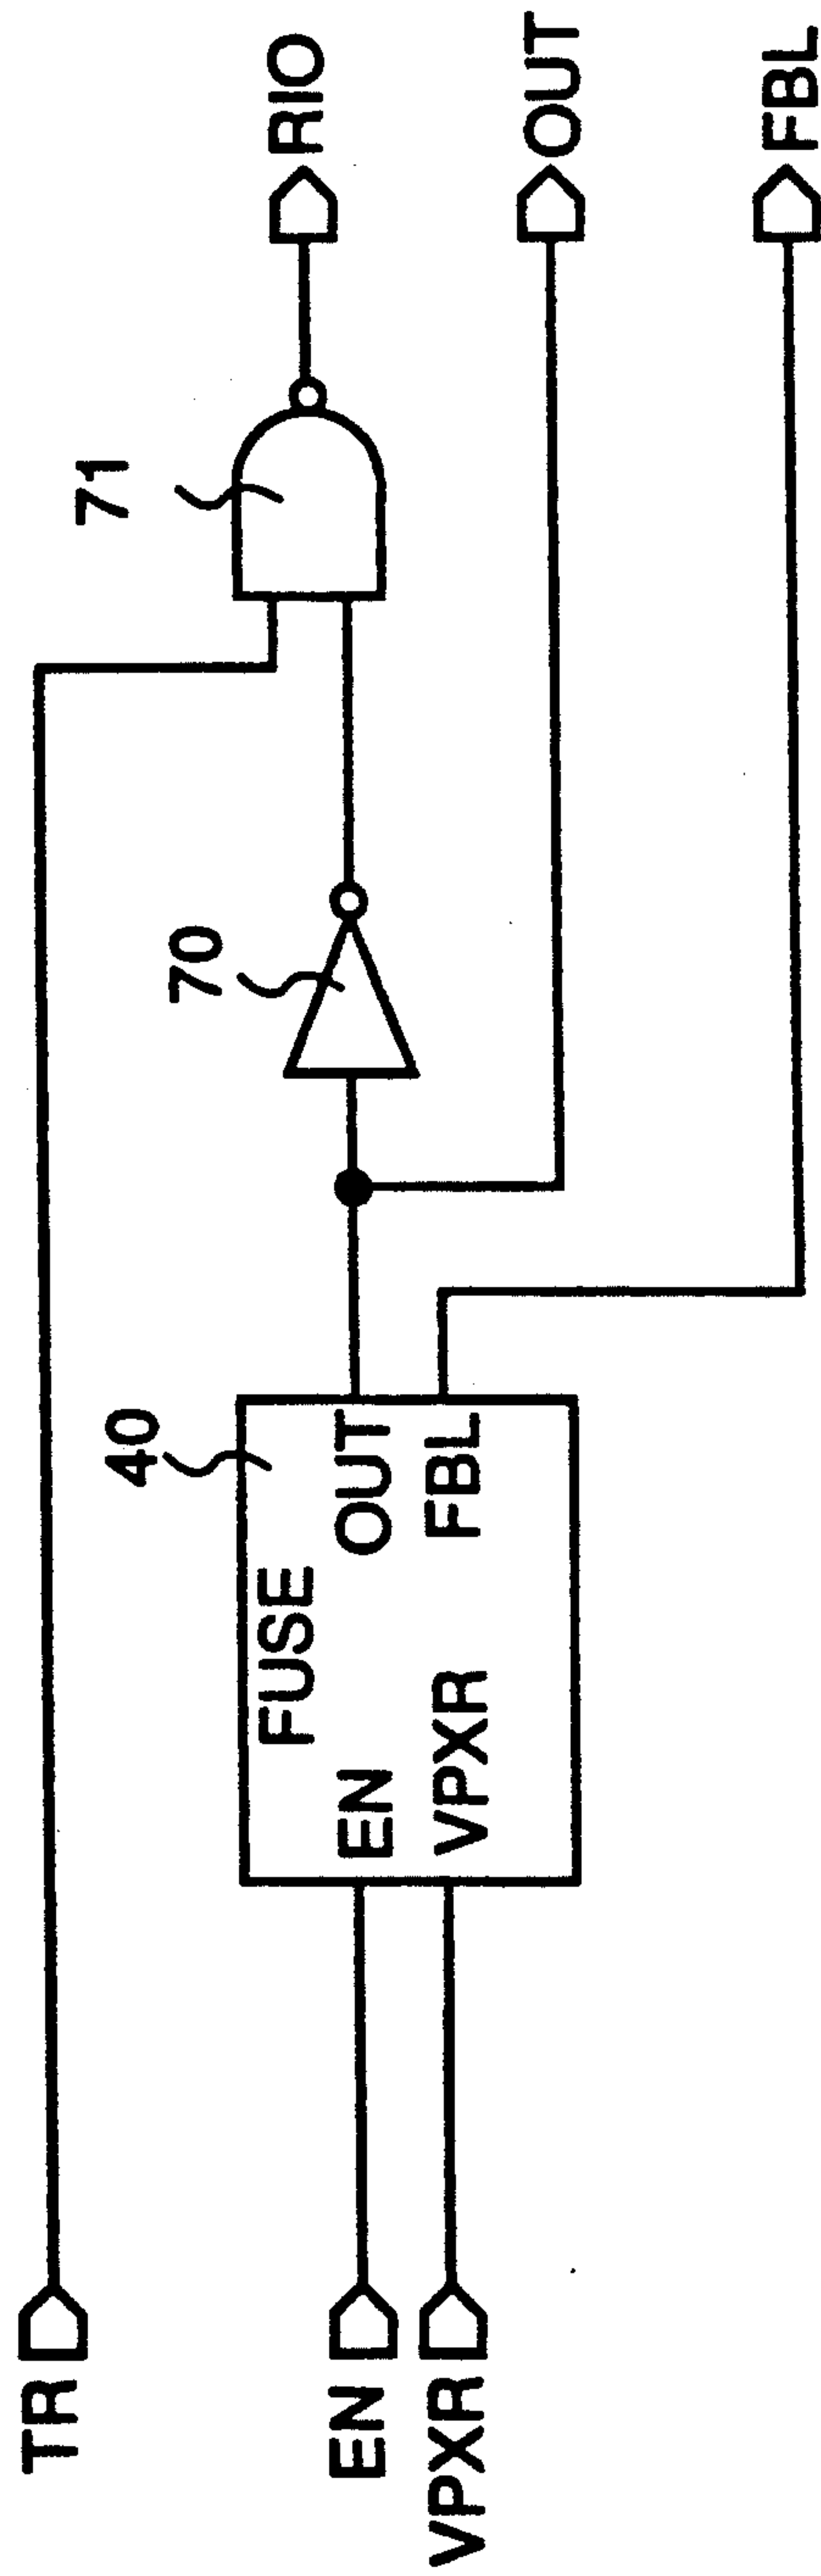 TR
EN
VPXR
40
FUSE
EN
VPXR
OUT
FBL
70
71
RIO
OUT
FBL